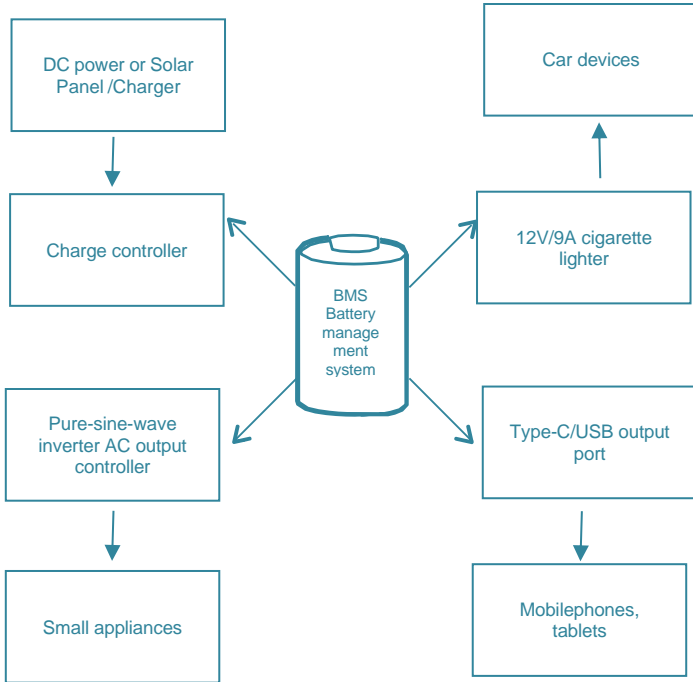 DC power or Solar
Panel /Charger
Car devices
Charge controller
12V/9A cigarette
lighter
BMS
Battery
manage
ment
system
Pure-sine-wave
inverter AC output
controller
Type-C/USB output
port
Small appliances
Mobilephones,
tablets